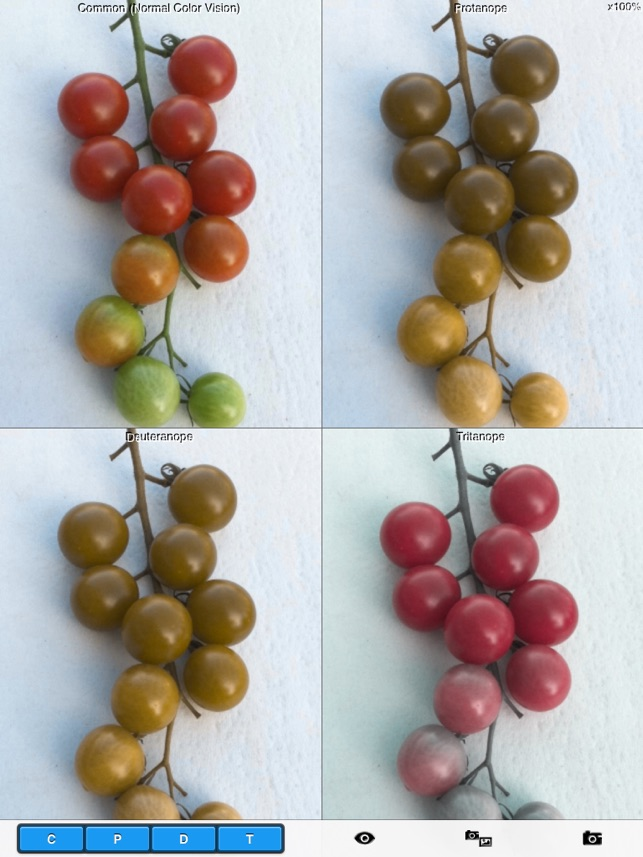 Common (Normal Color Vision)
Protanope
x100%
Deuteranope
Tritanope
C P D T